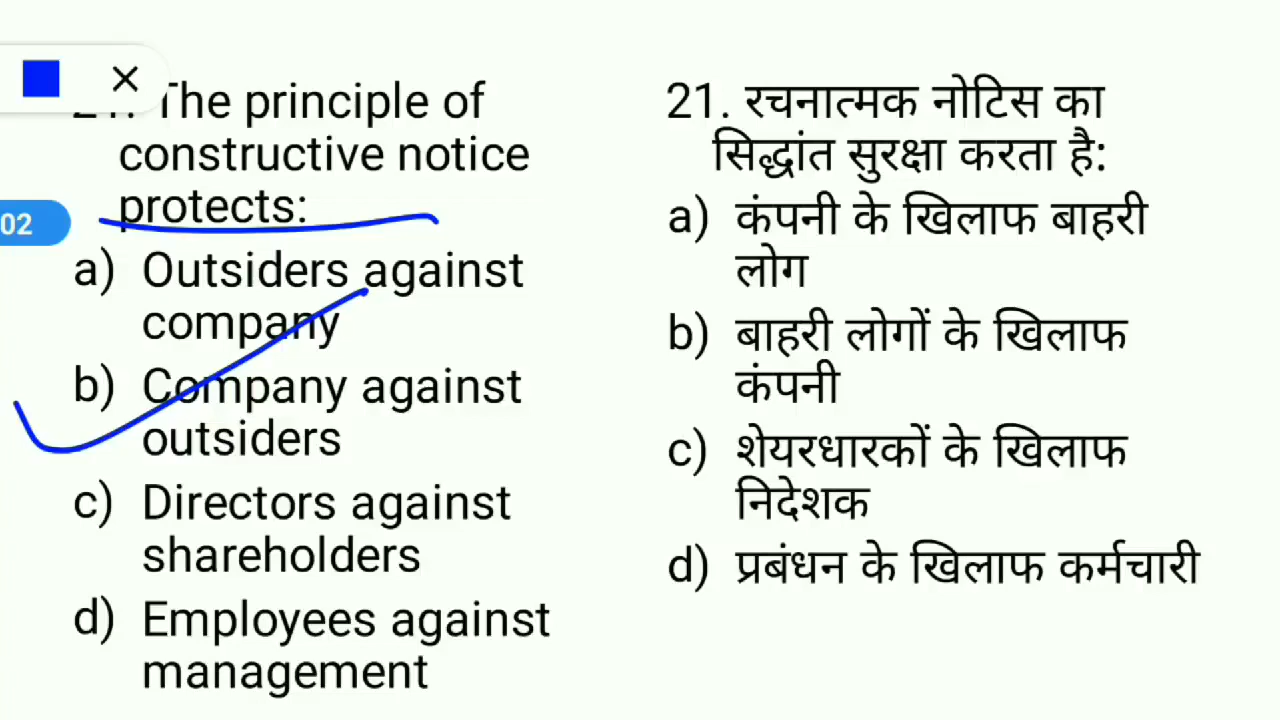 The principle of
constructive notice
protects:
02
a) Outsiders against
company
b) Company against
outsiders
c) Directors against
shareholders
d) Employees against
management
21. रचनात्मक नोटिस का
सिद्धांत सुरक्षा करता है:
a) कंपनी के खिलाफ बाहरी
लोग
b) बाहरी लोगों के खिलाफ
कंपनी
c) शेयरधारकों के खिलाफ
निदेशक
d) प्रबंधन के खिलाफ कर्मचारी